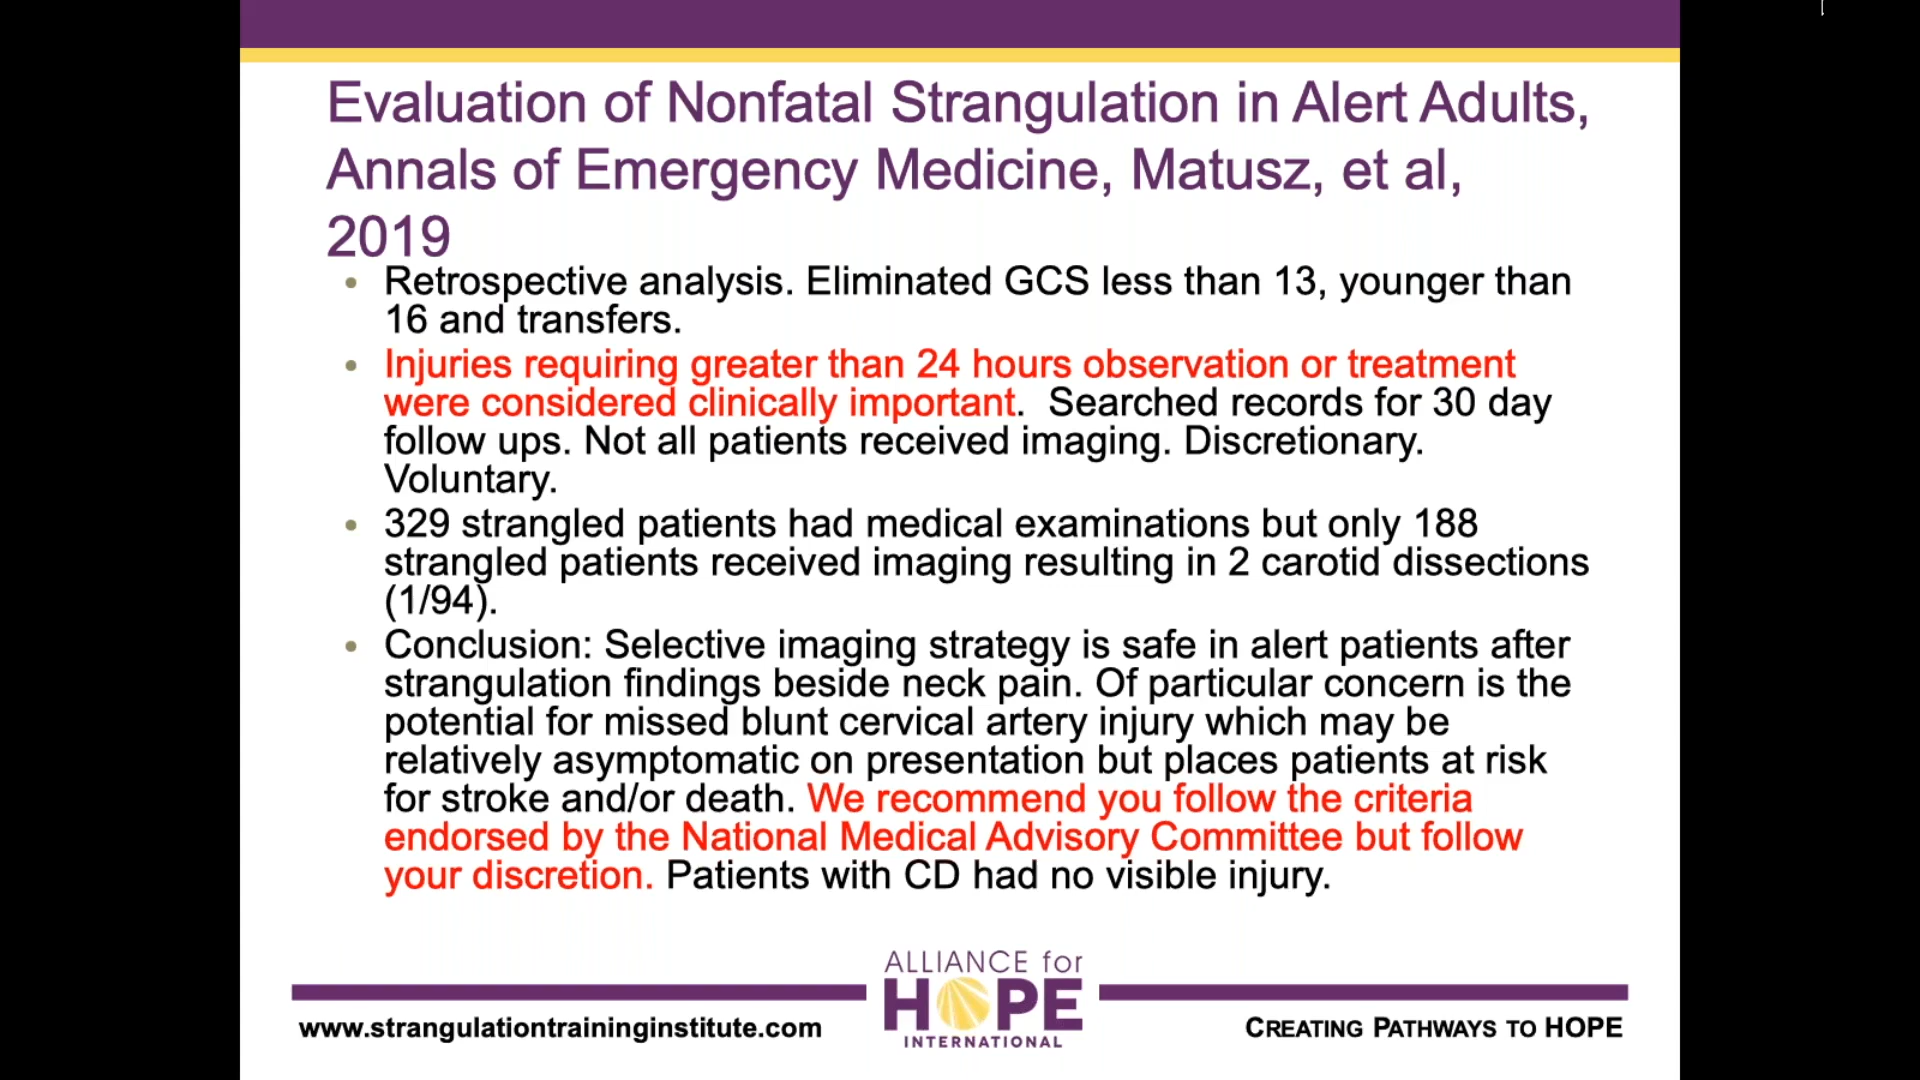 Evaluation of Nonfatal Strangulation in Alert Adults,
Annals of Emergency Medicine, Matusz, et al,
2019
• Retrospective analysis. Eliminated GCS less than 13, younger than
16 and transfers.
• Injuries requiring greater than 24 hours observation or treatment
were considered clinically important.  Searched records for 30 day
follow ups. Not all patients received imaging. Discretionary.
Voluntary.
• 329 strangled patients had medical examinations but only 188
strangled patients received imaging resulting in 2 carotid dissections
(1/94).
• Conclusion: Selective imaging strategy is safe in alert patients after
strangulation findings beside neck pain. Of particular concern is the
potential for missed blunt cervical artery injury which may be
relatively asymptomatic on presentation but places patients at risk
for stroke and/or death. We recommend you follow the criteria
endorsed by the National Medical Advisory Committee but follow
your discretion. Patients with CD had no visible injury.
ALLIANCE for
HOPE
INTERNATIONAL
www.strangulationtraininginstitute.com
CREATING PATHWAYS TO HOPE